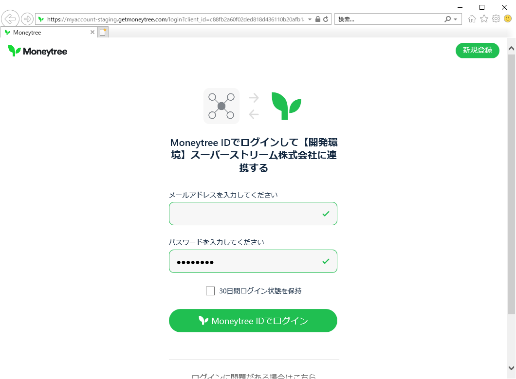 https://myaccount-staging.getmoneytree.com/login?client_id=
検索...
Moneytree
Moneytree
新規登録
Moneytree IDでログインして【開発環
境】スーパーストリーム株式会社に連
携する
メールアドレスを入力してください
パスワードを入力してください
30日間ログイン状態を保持
Moneytree IDでログイン
ログインに問題がある場合はこちら